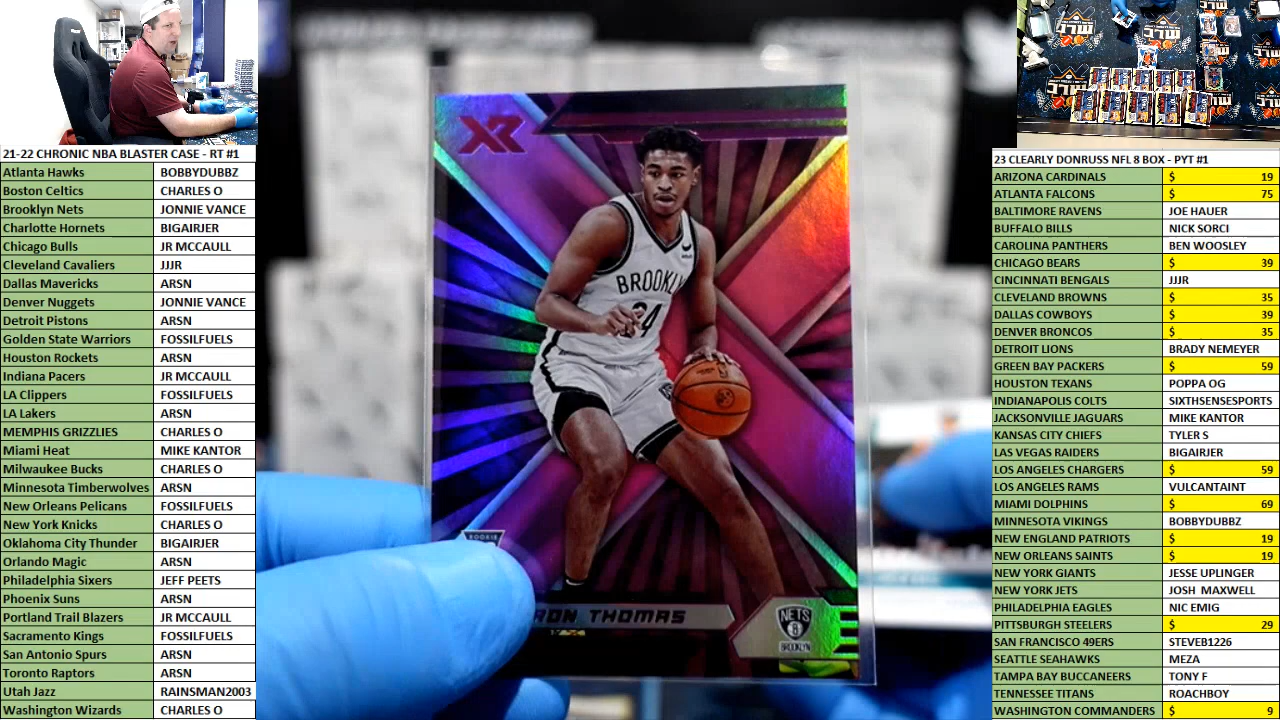 21-22 CHRONIC NBA BLASTER CASE - RT #1
Atlanta Hawks BOBBYDUBBZ
Boston Celtics CHARLES O
Brooklyn Nets JONNIE VANCE
Charlotte Hornets BIGAIRJER
Chicago Bulls JR MCCAULL
Cleveland Cavaliers JJJR
Dallas Mavericks ARSN
Denver Nuggets JONNIE VANCE
Detroit Pistons ARSN
Golden State Warriors FOSSILFUELS
Houston Rockets ARSN
Indiana Pacers JR MCCAULL
LA Clippers FOSSILFUELS
LA Lakers ARSN
MEMPHIS GRIZZLIES CHARLES O
Miami Heat MIKE KANTOR
Milwaukee Bucks CHARLES O
Minnesota Timberwolves ARSN
New Orleans Pelicans FOSSILFUELS
New York Knicks CHARLES O
Oklahoma City Thunder BIGAIRJER
Orlando Magic ARSN
Philadelphia Sixers JEFF PEETS
Phoenix Suns ARSN
Portland Trail Blazers JR MCCAULL
Sacramento Kings FOSSILFUELS
San Antonio Spurs ARSN
Toronto Raptors ARSN
Utah Jazz RAINSMAN2003
Washington Wizards CHARLES O
XR
BROOKLYN
24
ROOKIE
RON THOMAS
NETS
BROOKLYN
23 CLEARLY DONRUSS NFL 8 BOX - PYT #1
ARIZONA CARDINALS $ 19
ATLANTA FALCONS $ 75
BALTIMORE RAVENS JOE HAUER
BUFFALO BILLS NICK SORCI
CAROLINA PANTHERS BEN WOOSLEY
CHICAGO BEARS $ 39
CINCINNATI BENGALS JJJR
CLEVELAND BROWNS $ 35
DALLAS COWBOYS $ 39
DENVER BRONCOS $ 35
DETROIT LIONS BRADY NEMEYER
GREEN BAY PACKERS $ 59
HOUSTON TEXANS POPPA OG
INDIANAPOLIS COLTS SIXTHSENSESPORTS
JACKSONVILLE JAGUARS MIKE KANTOR
KANSAS CITY CHIEFS TYLER S
LAS VEGAS RAIDERS BIGAIRJER
LOS ANGELES CHARGERS $ 59
LOS ANGELES RAMS VULCANTAINT
MIAMI DOLPHINS $ 69
MINNESOTA VIKINGS BOBBYDUBBZ
NEW ENGLAND PATRIOTS $ 19
NEW ORLEANS SAINTS $ 19
NEW YORK GIANTS JESSE UPLINGER
NEW YORK JETS JOSH MAXWELL
PHILADELPHIA EAGLES NIC EMIG
PITTSBURGH STEELERS $ 29
SAN FRANCISCO 49ERS STEVEB1226
SEATTLE SEAHAWKS MEZA
TAMPA BAY BUCCANEERS TONY F
TENNESSEE TITANS ROACHBOY
WASHINGTON COMMANDERS $ 9